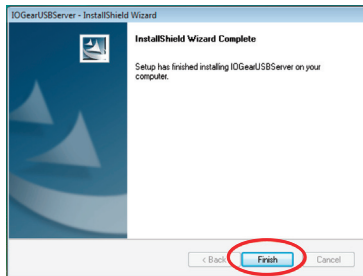 IOGearUSBServer - InstallShield Wizard
InstallShield Wizard Complete
Setup has finished installing IOGearUSBServer on your
computer.
< Back Finish Cancel